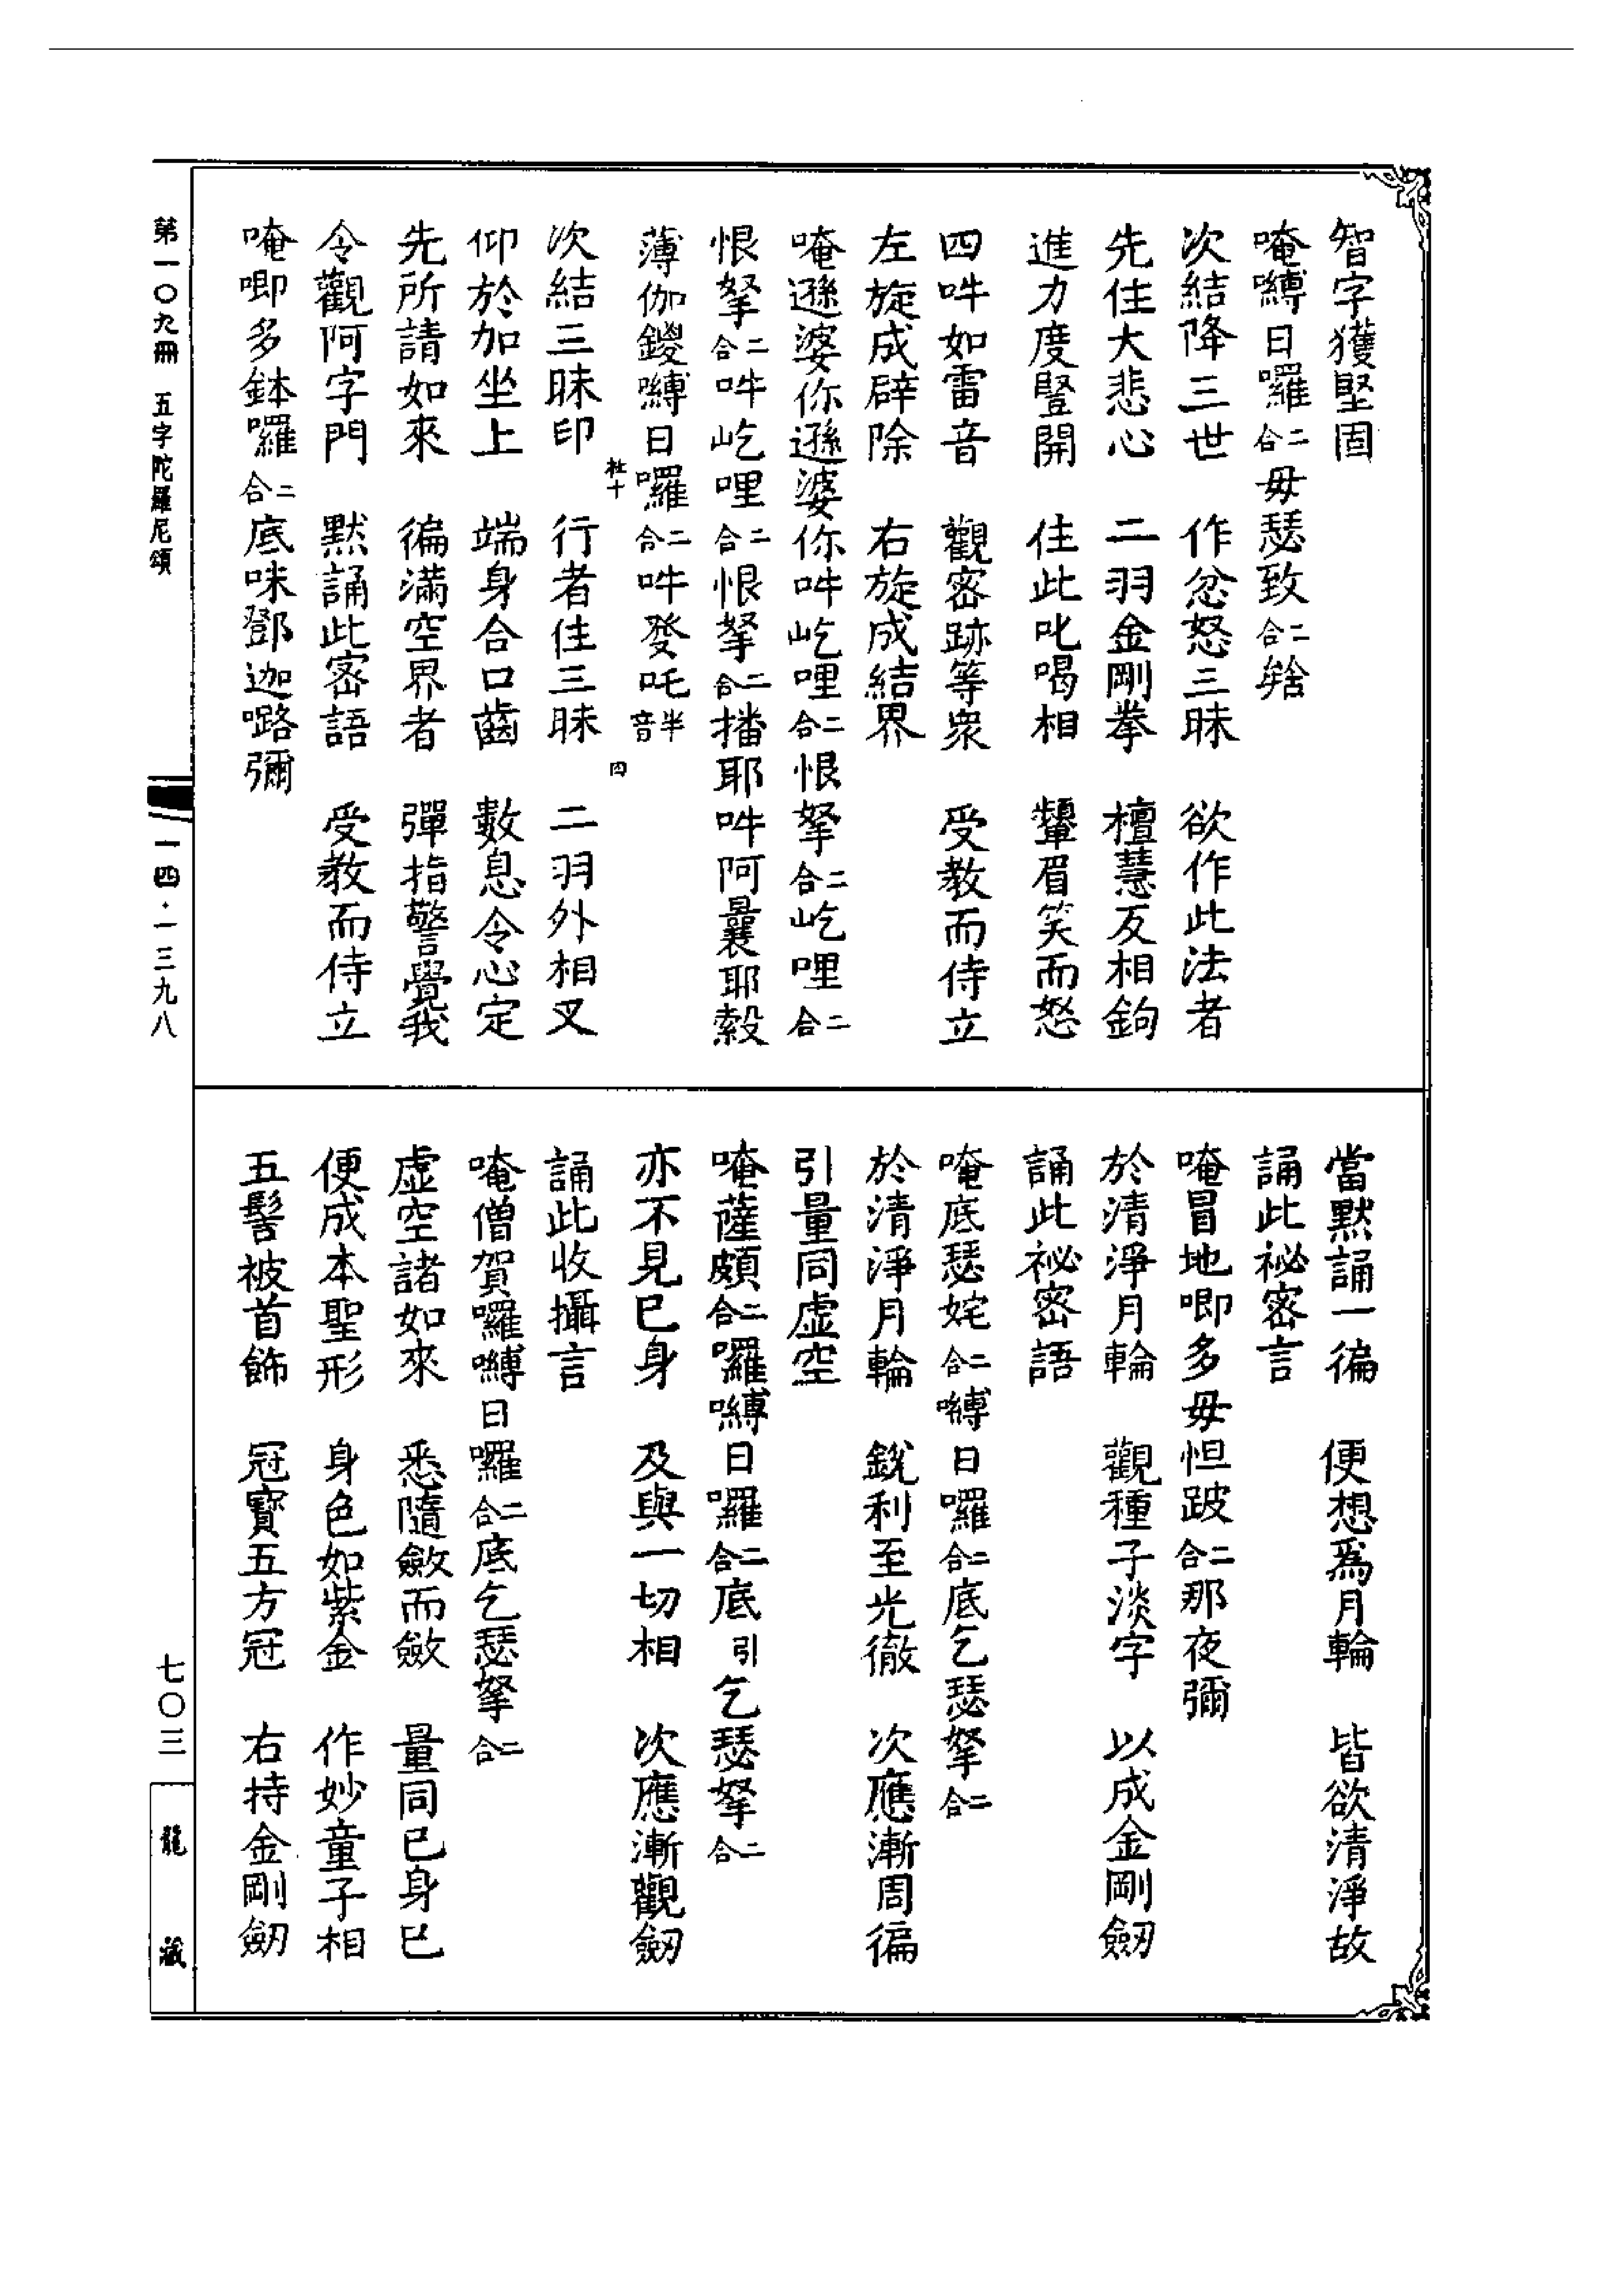 智字獲堅固
唵嚩日囉二合毋瑟致二合䶎
次結降三世　作忿怒三昧　欲作此法者
先住大悲心　二羽金剛拳　檀慧互相鉤
進力度豎開　住此叱喝相　顰眉笑而怒
四吽如雷音　觀密跡等衆　受教而侍立
左旋成辟除　右旋成結界
唵遜婆你遜婆你吽屹哩二合恨拏二合屹哩二合
恨拏二合吽屹哩二合恨拏二合播耶吽阿曩耶穀
薄伽鑁嚩日囉二合吽發吒半音
杜十　四
次結三昧印　行者住三昧　二羽外相叉
仰於加坐上　端身合口齒　數息令心定
先所請如來　徧滿空界者　彈指警覺我
令觀阿字門　默誦此密語　受教而侍立
唵唧多鉢囉二合底味鄧迦嚕彌
當默誦一徧　便想爲月輪　皆欲清淨故
誦此祕密言
唵冒地唧多毋怛跛二合那夜彌
於清淨月輪　觀種子淡字　以成金剛劒
誦此祕密語
唵底瑟姹二合嚩日囉二合底乞瑟拏二合
於清淨月輪　銳利至光徹　次應漸周徧
引量同虛空
唵薩頗二合囉嚩日囉二合底引乞瑟拏二合
亦不見巳身　及與一切相　次應漸觀劒
誦此收攝言
唵僧賀囉嚩日囉二合底乞瑟拏二合
虛空諸如來　悉隨斂而斂　量同巳身巳
便成本聖形　身色如紫金　作妙童子相
五髻被首飾　冠寶五方冠　右持金剛劒
第一〇九冊　五字陀羅尼頌　一四·一三九八　七〇三　龍藏